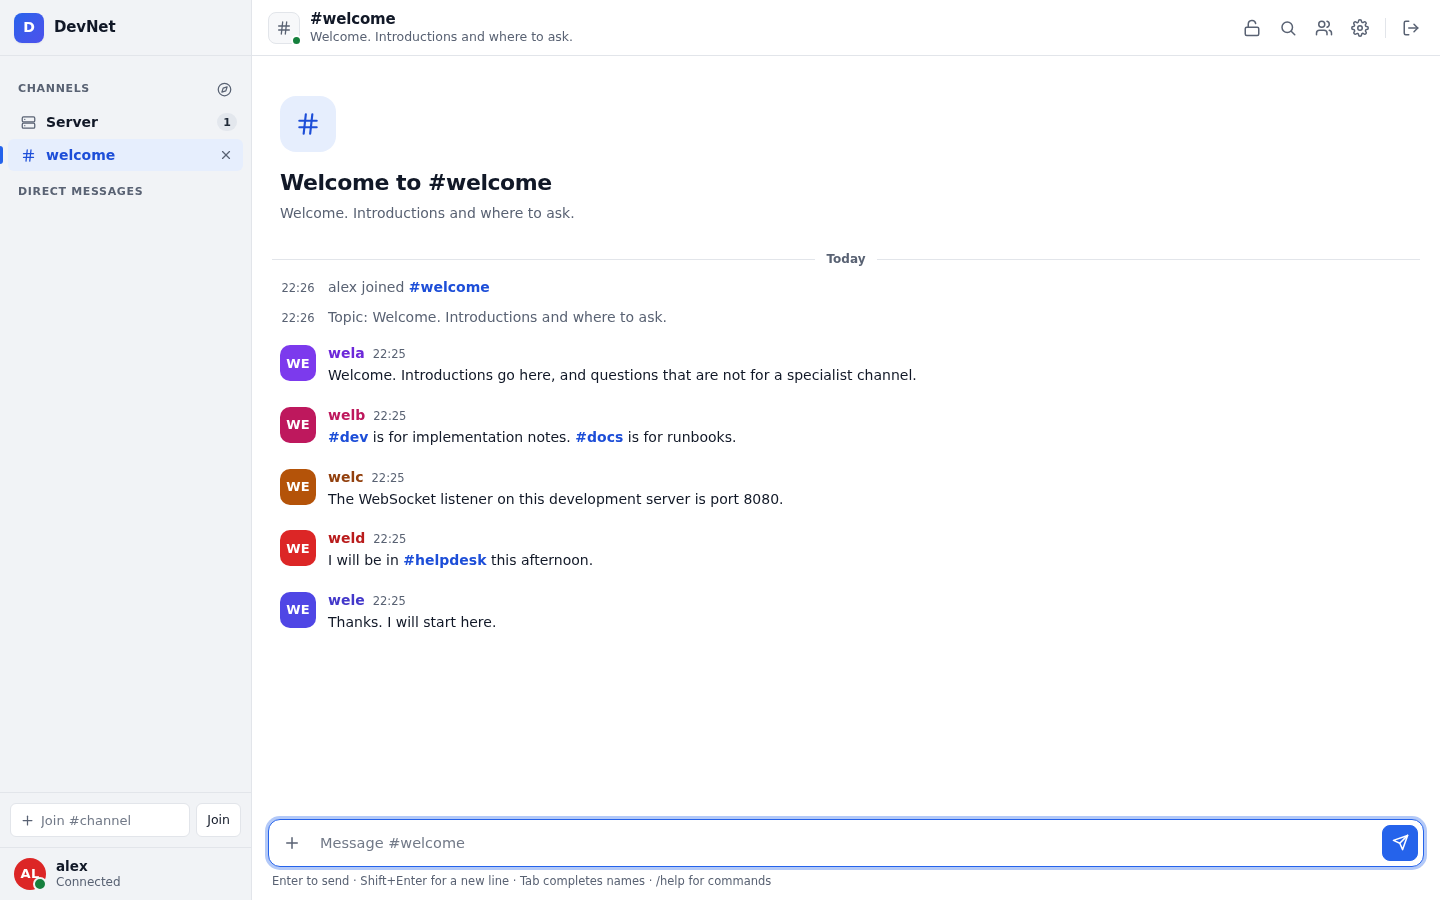 D DevNet
CHANNELS
Server 1
# welcome ×
DIRECT MESSAGES
+ Join #channel Join
AL alex
Connected
# #welcome
Welcome. Introductions and where to ask.
#
Welcome to #welcome
Welcome. Introductions and where to ask.
Today
22:26 alex joined #welcome
22:26 Topic: Welcome. Introductions and where to ask.
WE wela 22:25
Welcome. Introductions go here, and questions that are not for a specialist channel.
WE welb 22:25
#dev is for implementation notes. #docs is for runbooks.
WE welc 22:25
The WebSocket listener on this development server is port 8080.
WE weld 22:25
I will be in #helpdesk this afternoon.
WE wele 22:25
Thanks. I will start here.
+ Message #welcome
Enter to send · Shift+Enter for a new line · Tab completes names · /help for commands